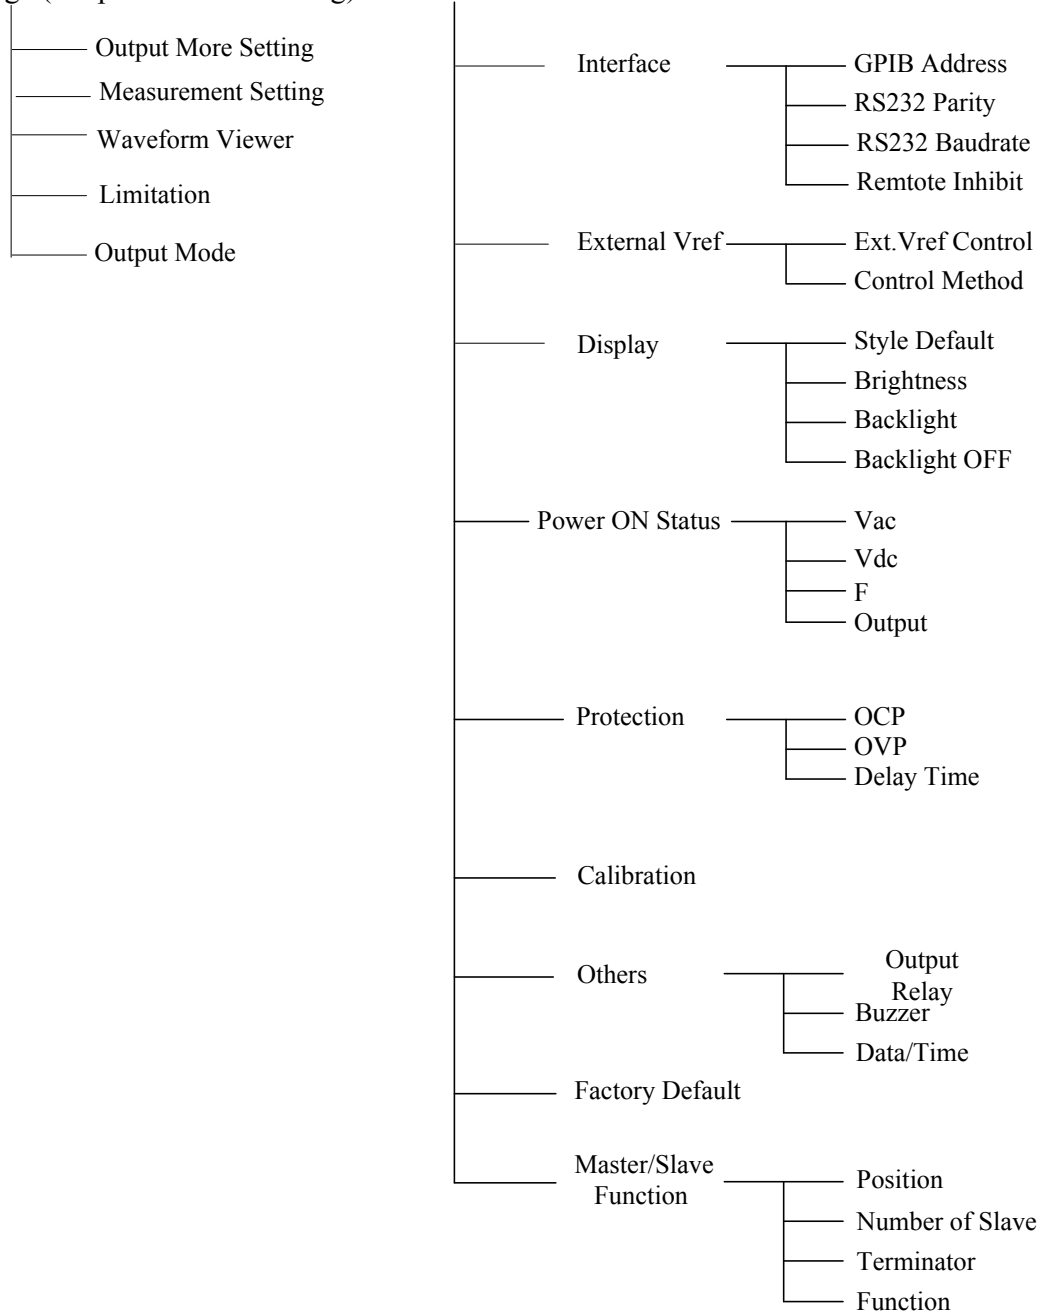 Output More Setting
Measurement Setting
Waveform Viewer
Limitation
Output Mode
Interface
GPIB Address
RS232 Parity
RS232 Baudrate
Remtote Inhibit
External Vref
Ext.Vref Control
Control Method
Display
Style Default
Brightness
Backlight
Backlight OFF
Power ON Status
Vac
Vdc
F
Output
Protection
OCP
OVP
Delay Time
Calibration
Others
Output
Relay
Buzzer
Data/Time
Factory Default
Master/Slave
Function
Position
Number of Slave
Terminator
Function